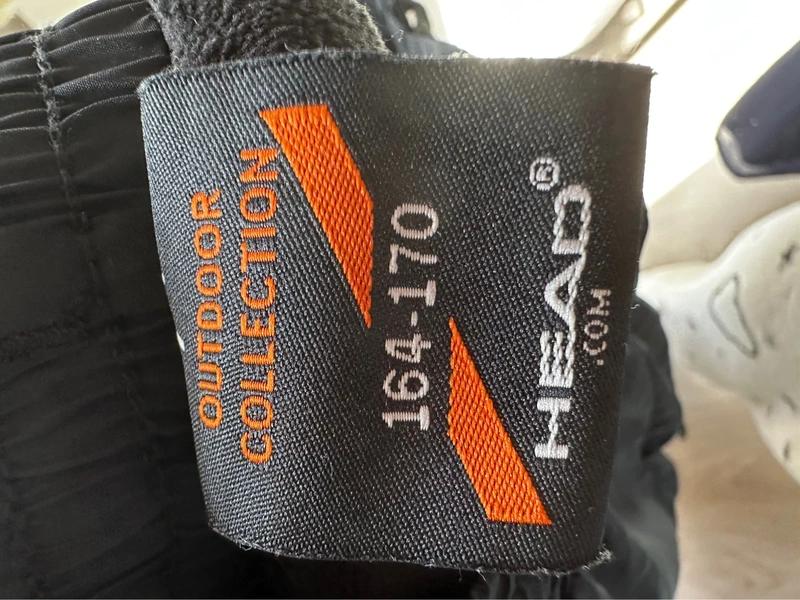 OUTDOOR
COLLECTION
164-170
HEAD®
.COM